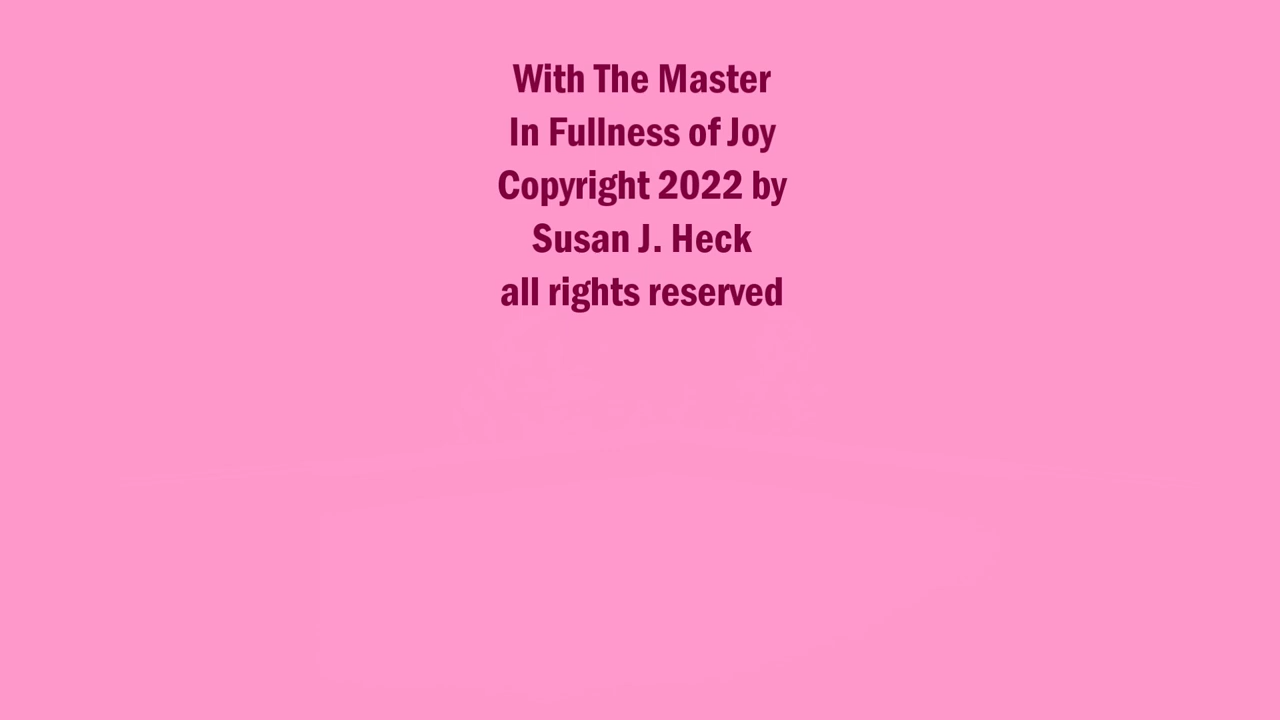 With The Master
In Fullness of Joy
Copyright 2022 by
Susan J. Heck
all rights reserved